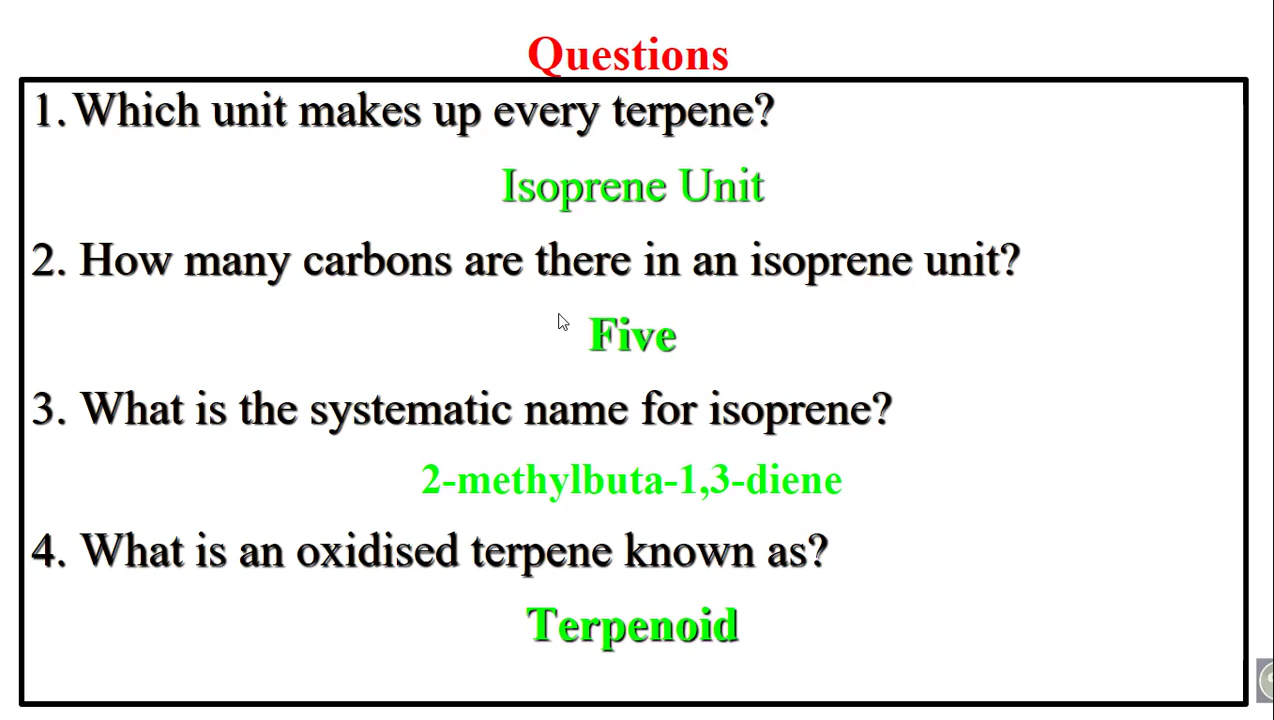 Questions
1. Which unit makes up every terpene?
Isoprene Unit
2. How many carbons are there in an isoprene unit?
Five
3. What is the systematic name for isoprene?
2-methylbuta-1,3-diene
4. What is an oxidised terpene known as?
Terpenoid